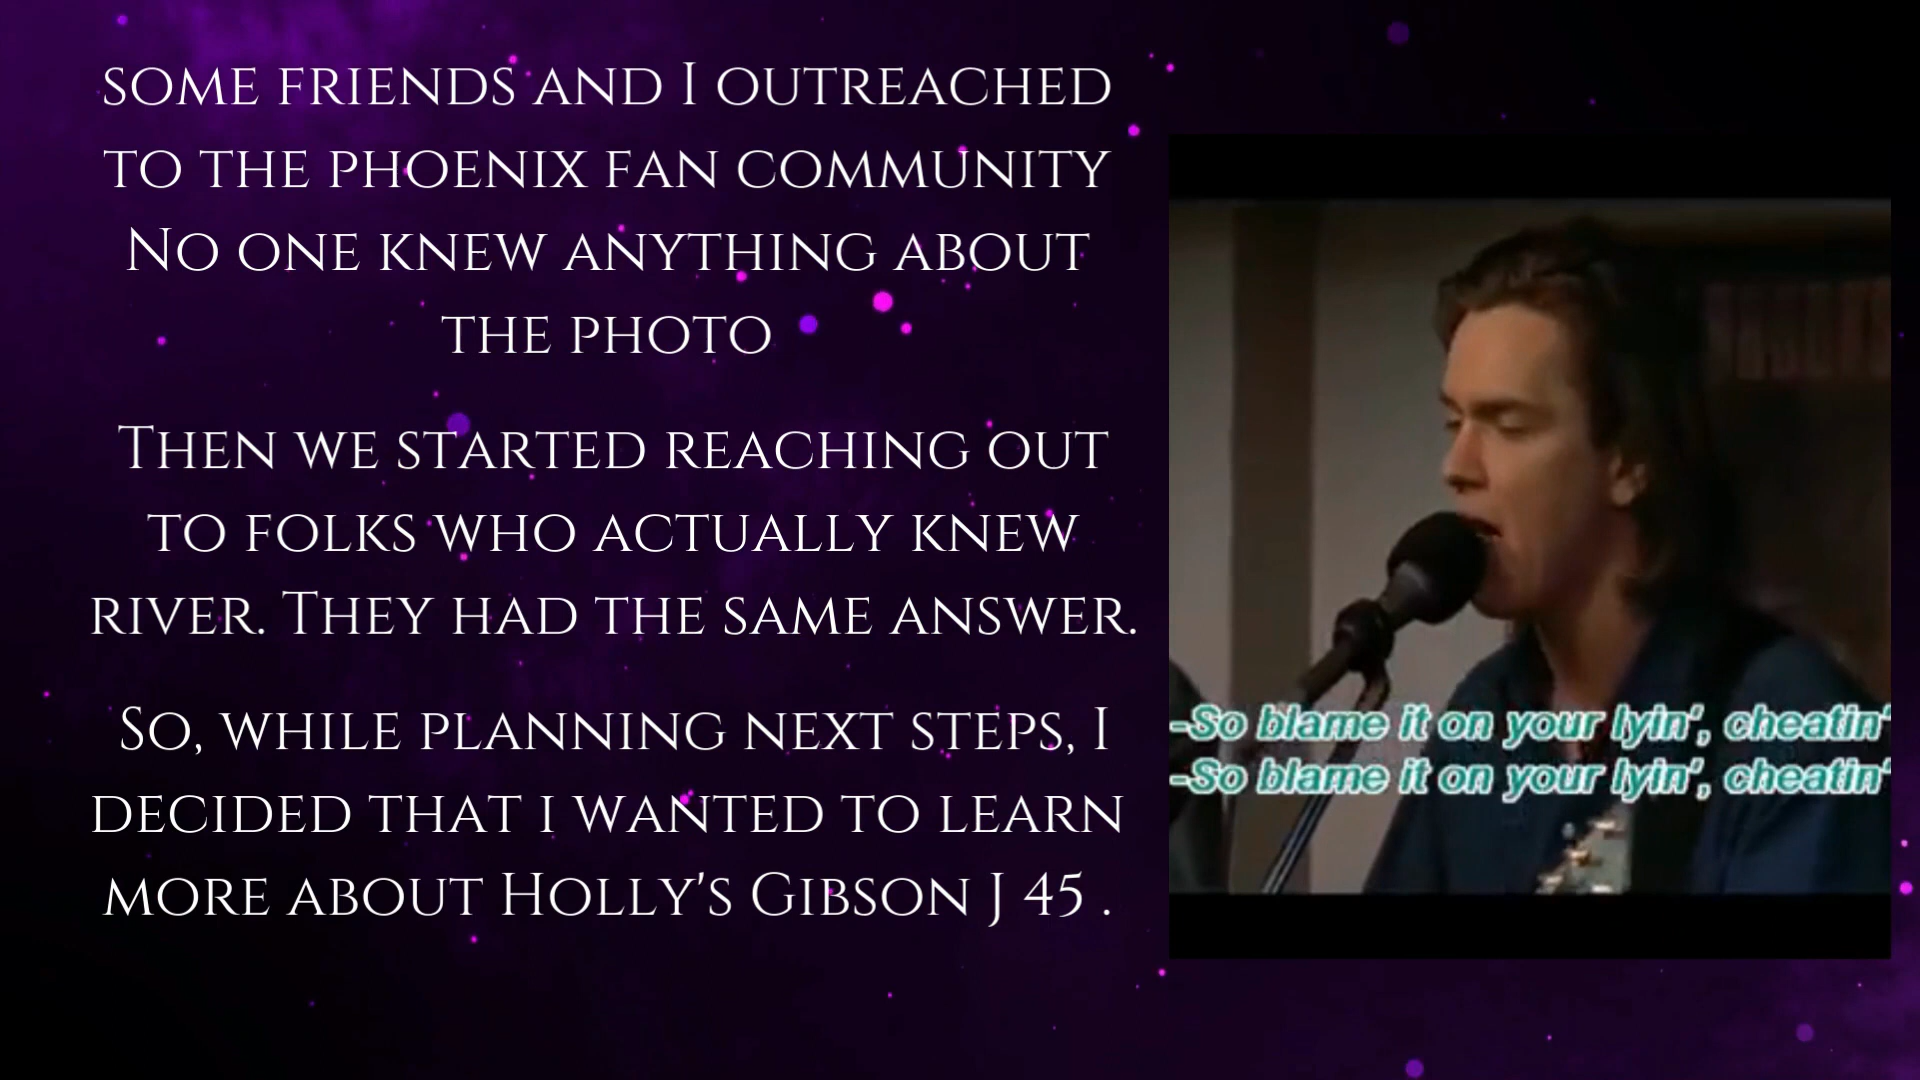 some friends and I outreached
to the phoenix fan community
No one knew anything about
the photo
Then we started reaching out
to folks who actually knew
river. They had the same answer.
So, while planning next steps, I
decided that i wanted to learn
more about Holly's Gibson J 45 .
-So blame it on your lyin', cheatin'
-So blame it on your lyin', cheatin'